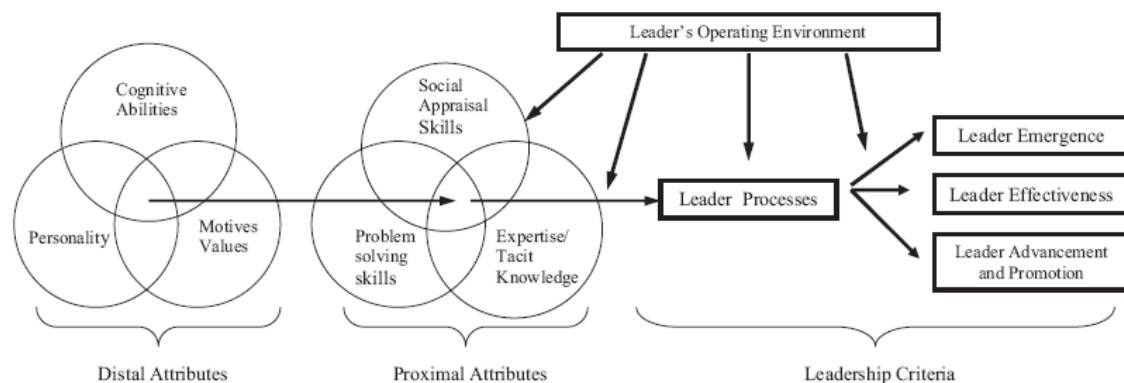 Leader's Operating Environment
Cognitive
Abilities
Social
Appraisal
Skills
Leader Emergence
Personality
Motives
Values
Problem
solving
skills
Expertise/
Tacit
Knowledge
Leader Processes
Leader Effectiveness
Leader Advancement
and Promotion
Distal Attributes
Proximal Attributes
Leadership Criteria